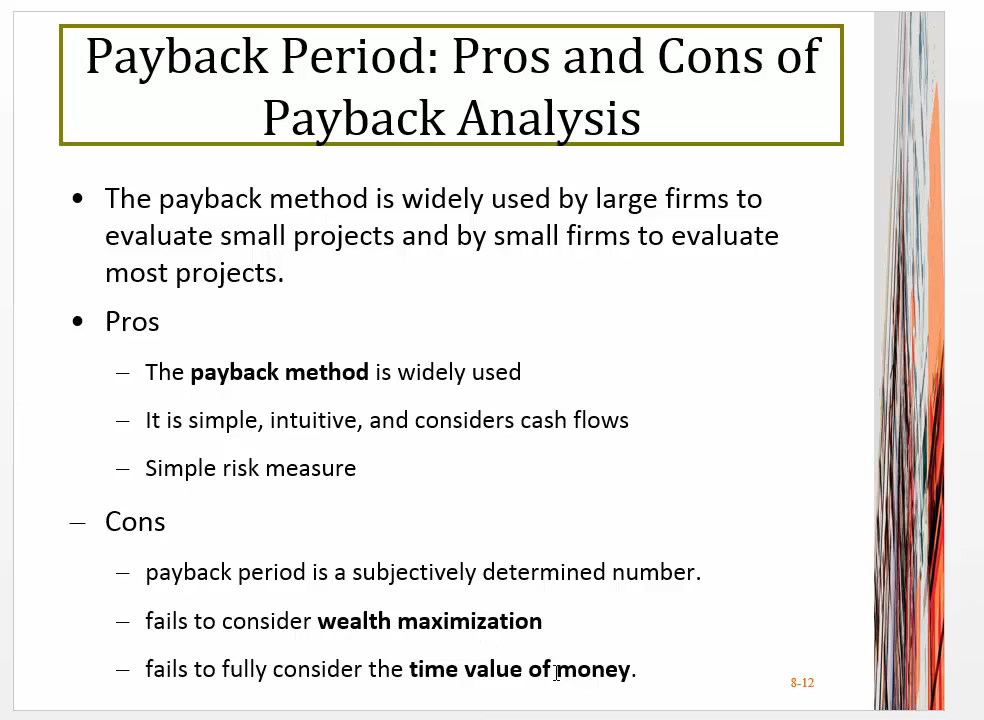 Payback Period: Pros and Cons of
Payback Analysis
• The payback method is widely used by large firms to
evaluate small projects and by small firms to evaluate
most projects.
• Pros
– The payback method is widely used
– It is simple, intuitive, and considers cash flows
– Simple risk measure
– Cons
– payback period is a subjectively determined number.
– fails to consider wealth maximization
– fails to fully consider the time value of money.
8-12